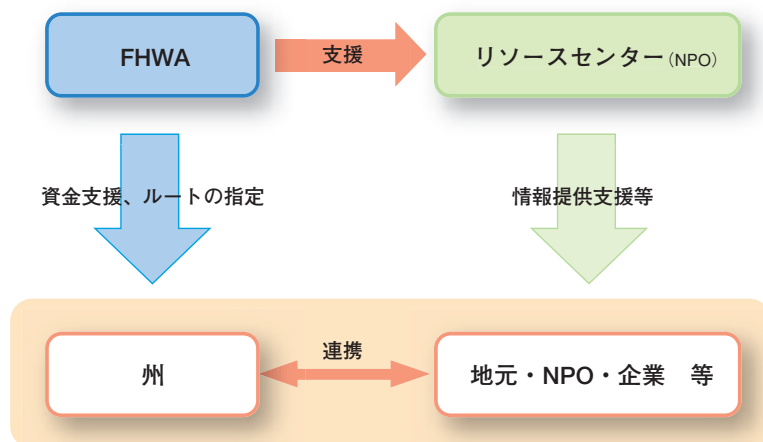 FHWA
支援
リソースセンター(NPO)
資金支援、ルートの指定
情報提供支援等
州
連携
地元・NPO・企業　等